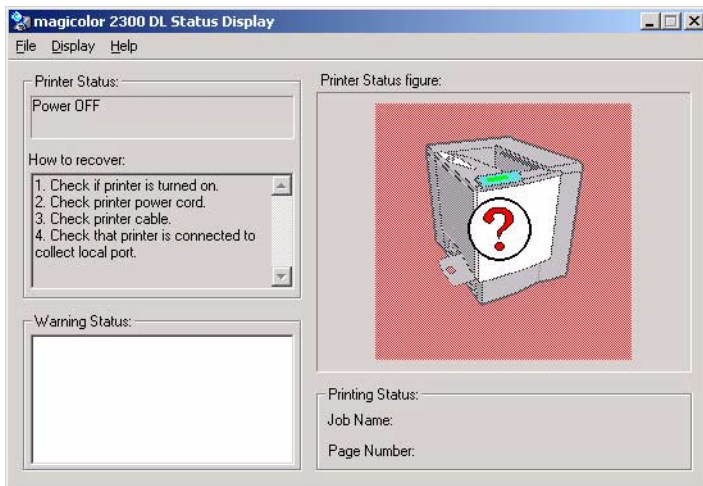 magicolor 2300 DL Status Display
File Display Help
Printer Status:
Power OFF
How to recover:
1. Check if printer is turned on.
2. Check printer power cord.
3. Check printer cable.
4. Check that printer is connected to
collect local port.
Warning Status:
Printer Status figure:
?
Printing Status:
Job Name:
Page Number: